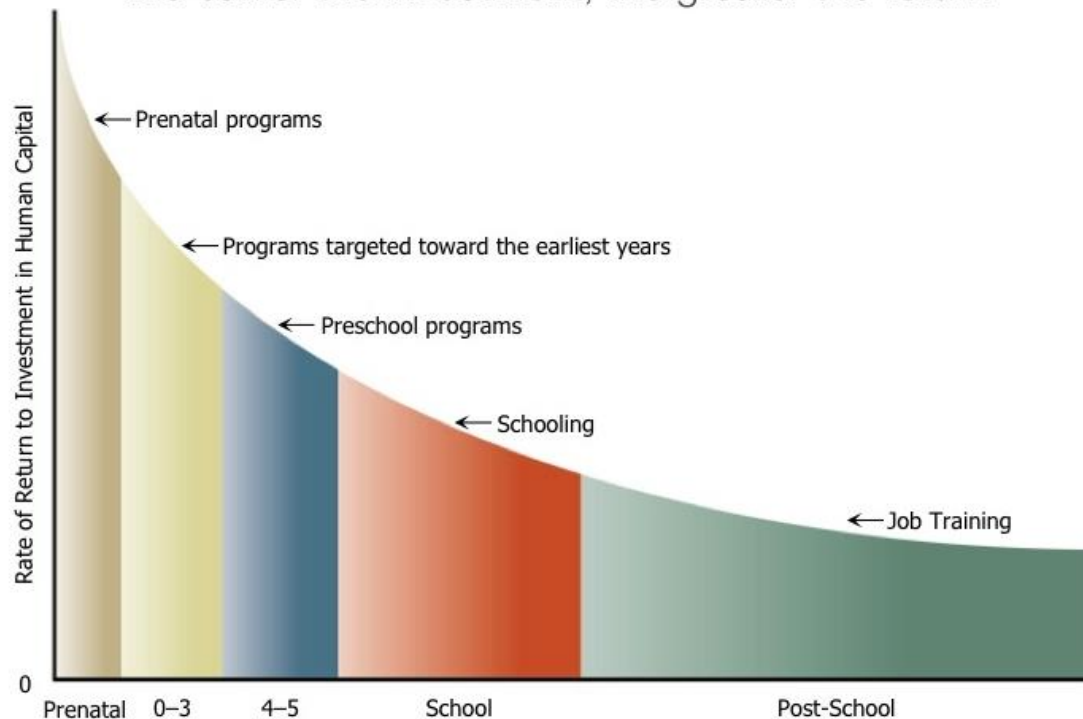 Rate of Return to Investment in Human Capital
Prenatal programs
Programs targeted toward the earliest years
Preschool programs
Schooling
Job Training
0
Prenatal
0–3
4–5
School
Post-School